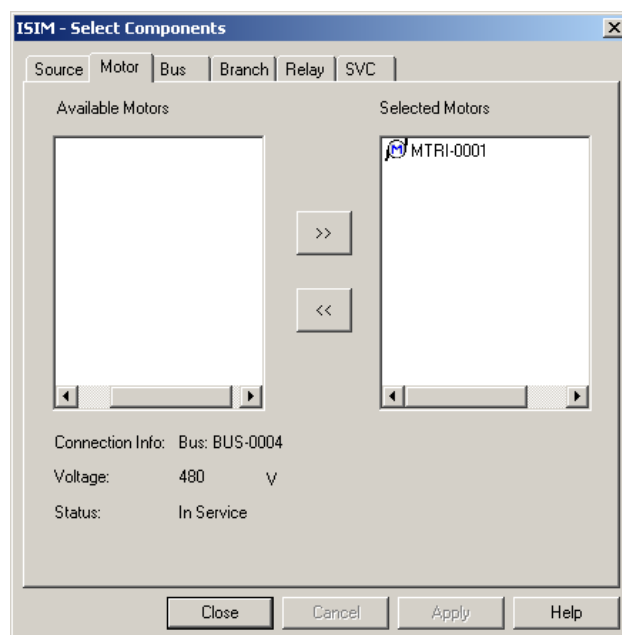 ISIM - Select Components
Source Motor Bus Branch Relay SVC
Available Motors Selected Motors
M MTRI-0001
>>
<<
Connection Info: Bus: BUS-0004
Voltage: 480 V
Status: In Service
Close Cancel Apply Help